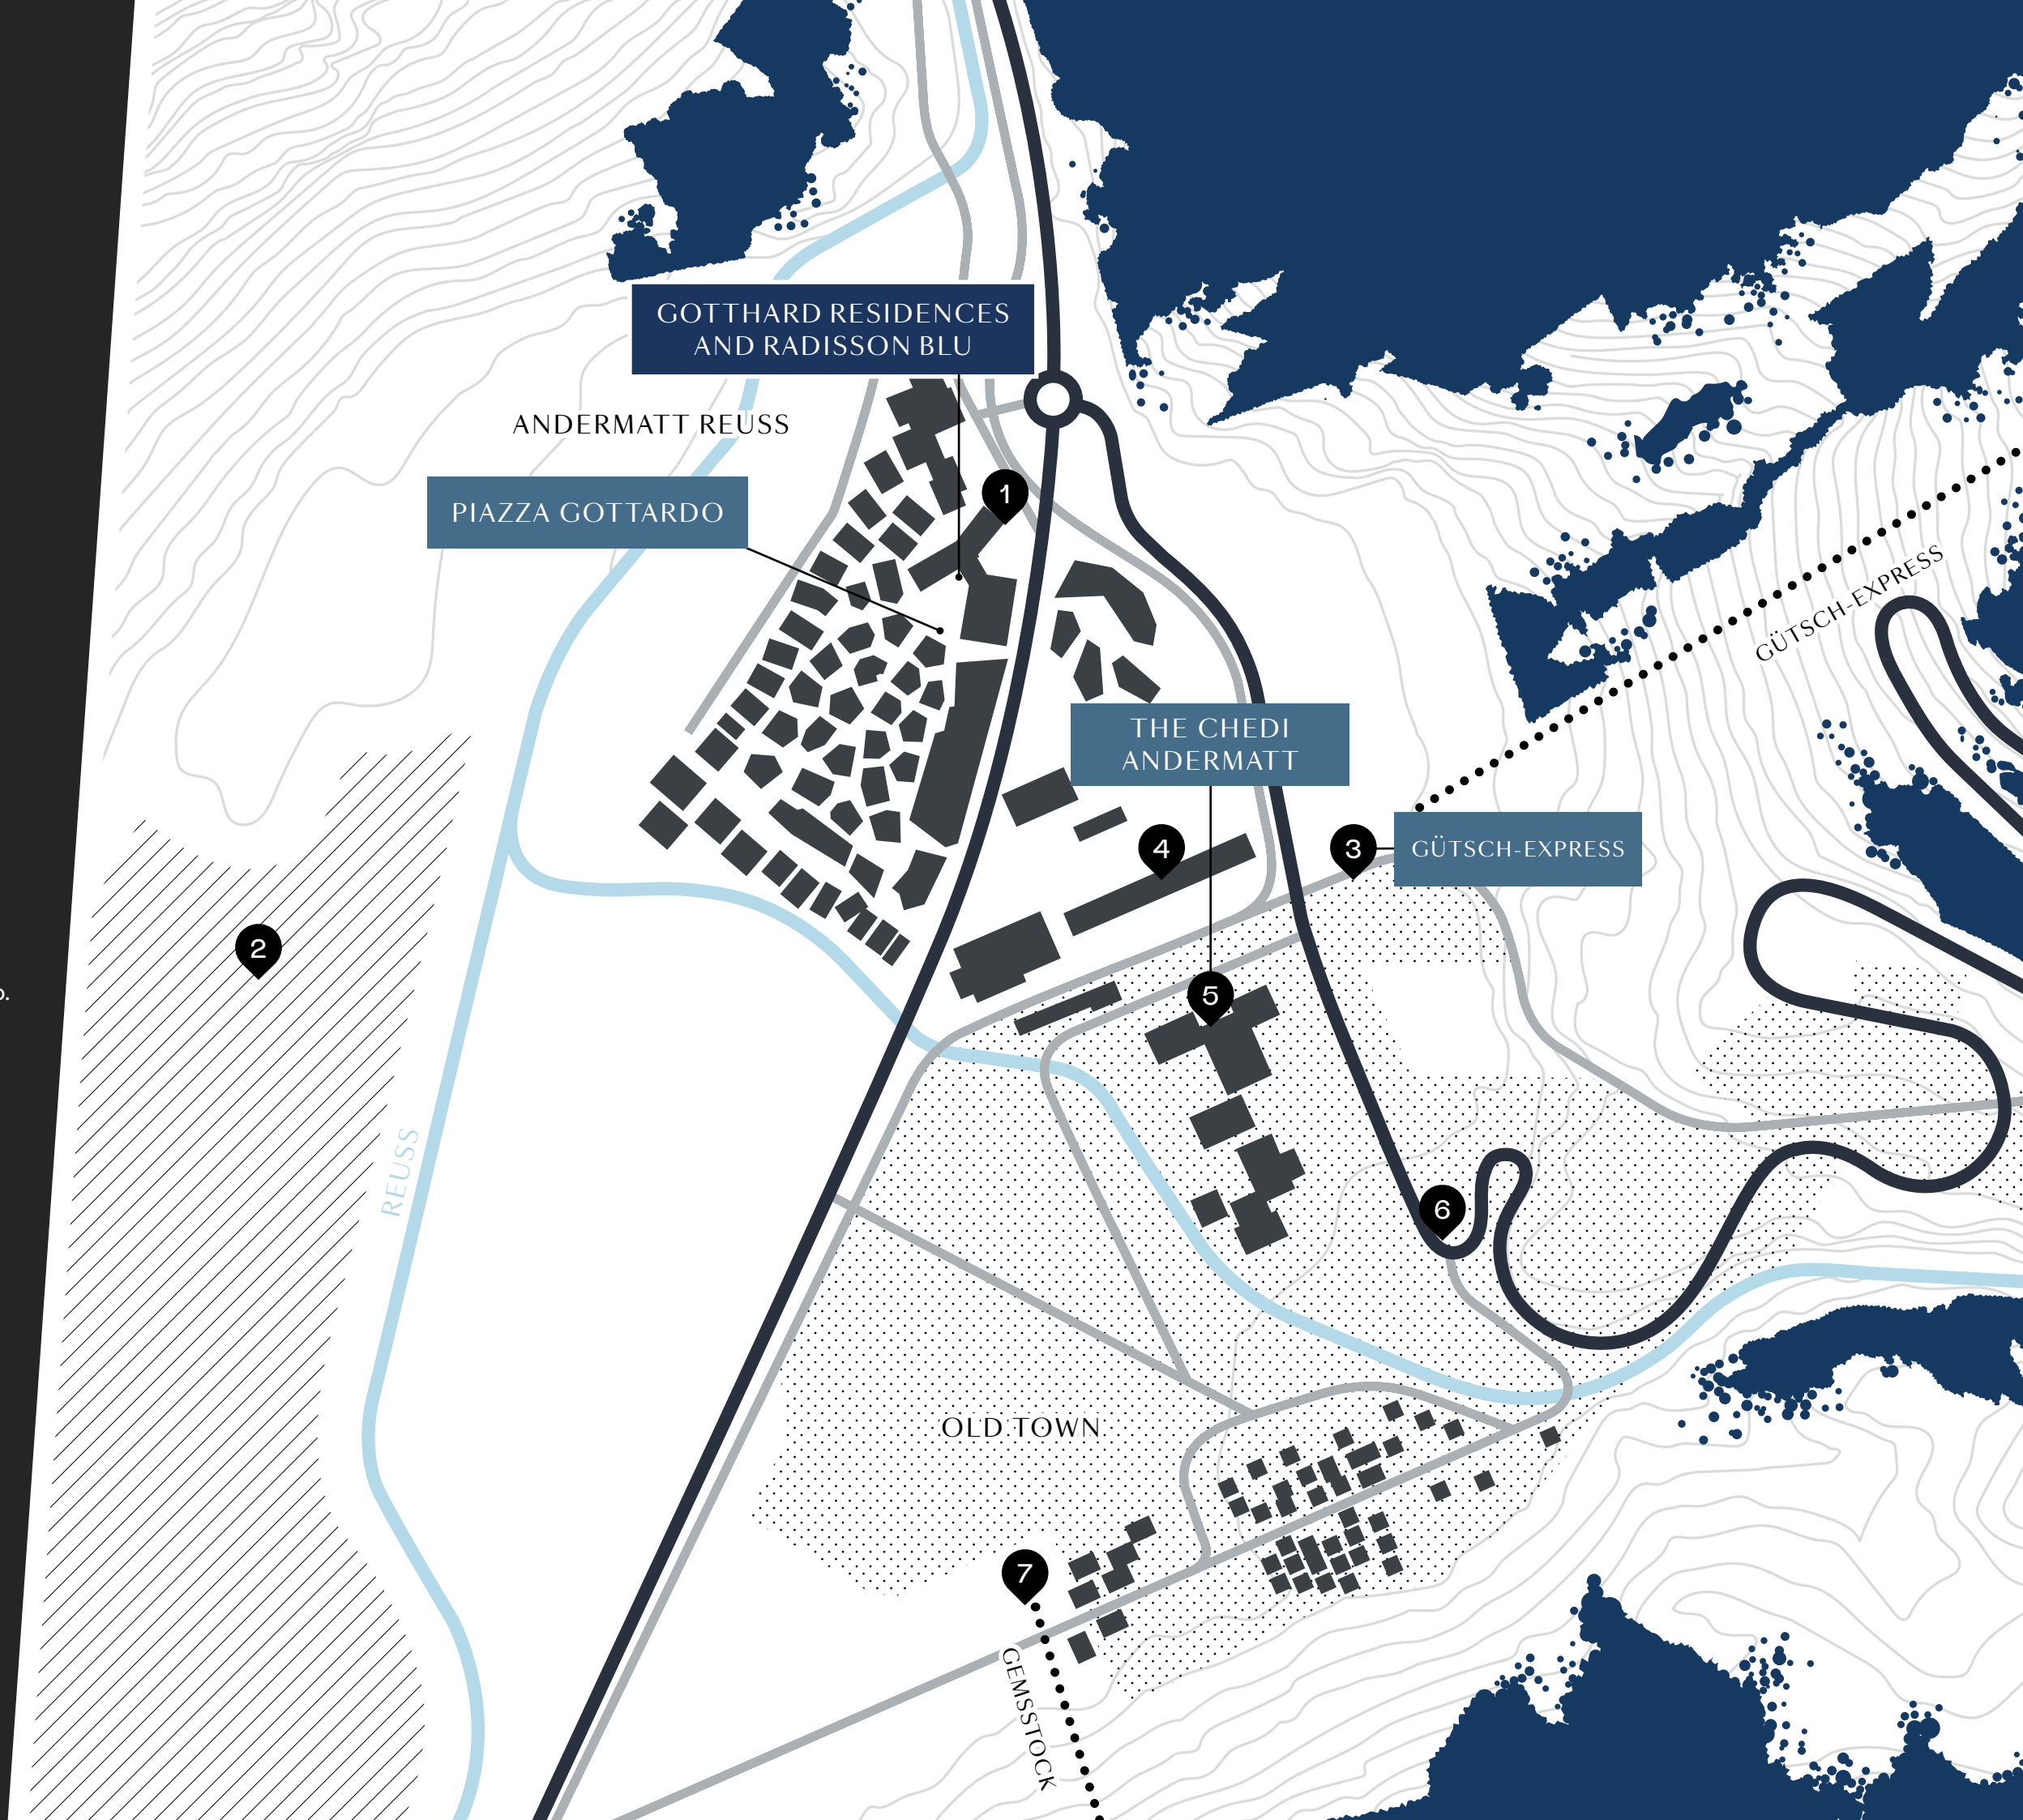 GOTTHARD RESIDENCES
AND RADISSON BLU
ANDERMATT REUSS
1
PIAZZA GOTTARDO
GÜTSCH-EXPRESS
THE CHEDI
ANDERMATT
4
3
GÜTSCH-EXPRESS
2
5
REUSS
6
OLD TOWN
7
GEMSSTOCK